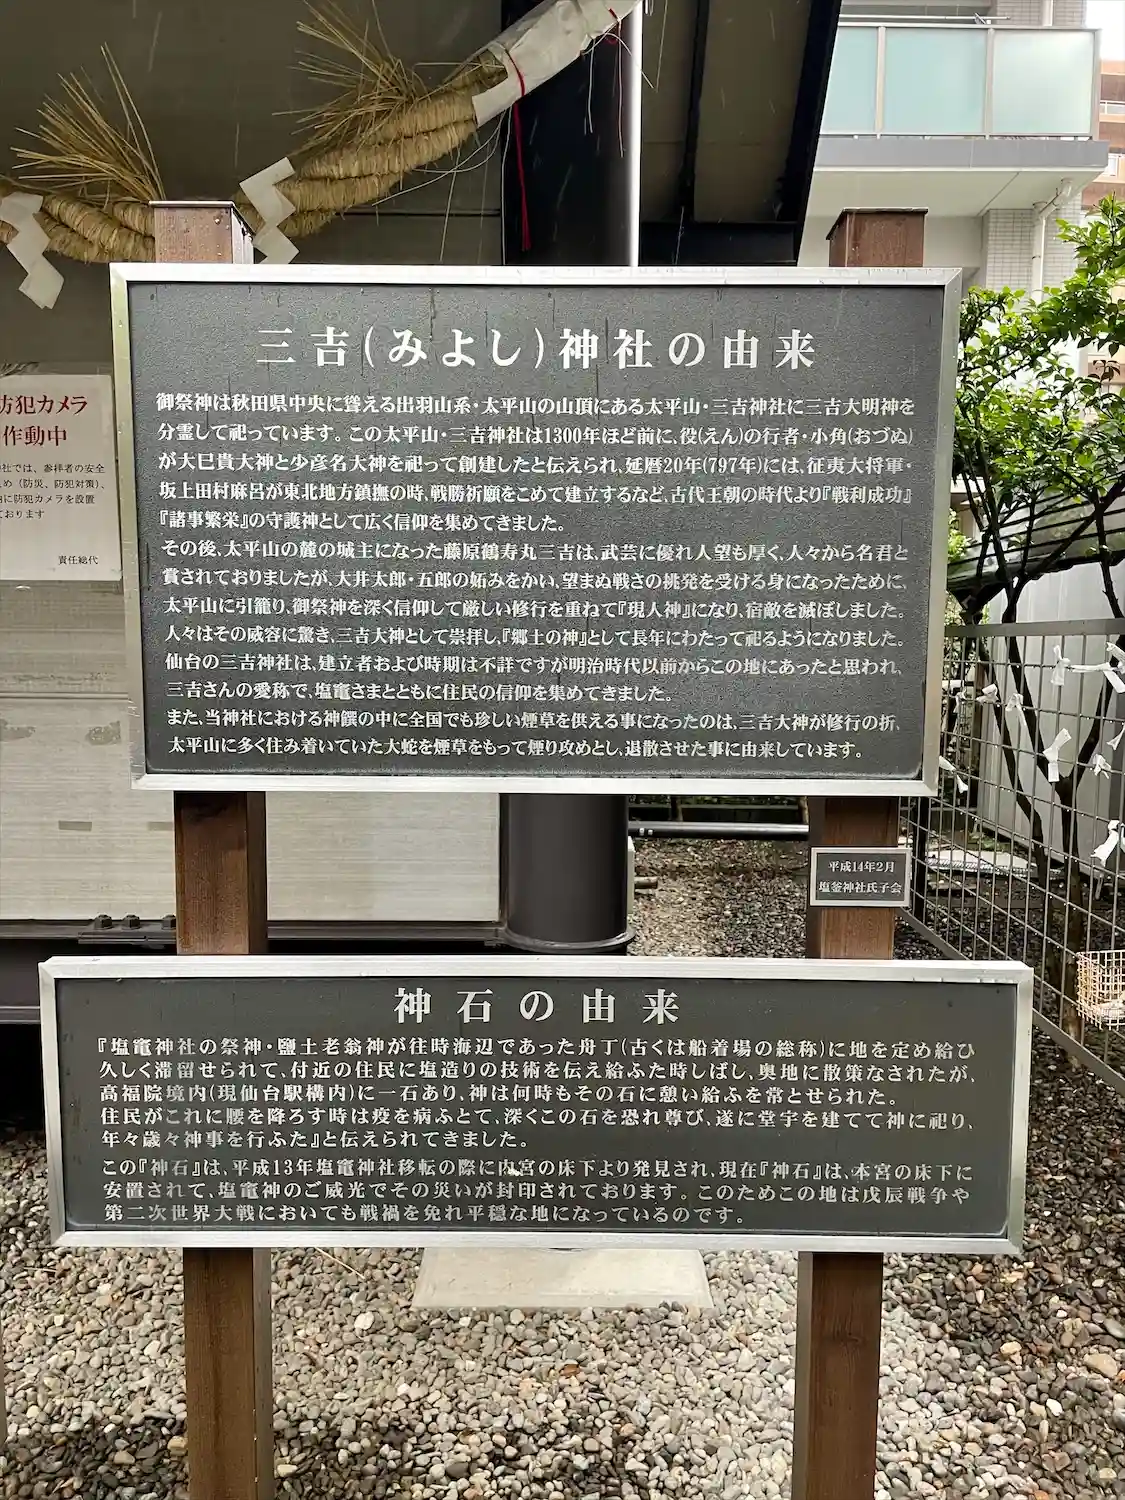 三吉(みよし)神社の由来
御祭神は秋田県中央に聳える出羽山系・太平山の山頂にある太平山・三吉神社に三吉大明神を
分霊して祀っています。この太平山・三吉神社は1300年ほど前に、役(えん)の行者・小角(おづぬ)
が大巳貴大神と少彦名大神を祀って創建したと伝えられ、延暦20年(797年)には、征夷大将軍・
坂上田村麻呂が東北地方鎮撫の時、戦勝祈願をこめて建立するなど、古代王朝の時代より『戦利成功』
『諸事繁栄』の守護神として広く信仰を集めてきました。
その後、太平山の麓の城主になった藤原鶴寿丸三吉は、武芸に優れ人望も厚く、人々から名君と
賞されておりましたが、大井太郎・五郎の妬みをかい、望まぬ戦さの挑発を受ける身になったために、
太平山に引籠り、御祭神を深く信仰して厳しい修行を重ねて『現人神』になり、宿敵を滅ぼしました。
人々はその威容に驚き、三吉大神として崇拝し、『郷土の神』として長年にわたって祀るようになりました。
仙台の三吉神社は、建立者および時期は不詳ですが明治時代以前からこの地にあったと思われ、
三吉さんの愛称で、塩竈さまとともに住民の信仰を集めてきました。
また、当神社における神饌の中に全国でも珍しい煙草を供える事になったのは、三吉大神が修行の折、
太平山に多く住み着いていた大蛇を煙草をもって煙り攻めとし、退散させた事に由来しています。
防犯カメラ
作動中
社では、参拝者の安全
め（防災、防犯対策）、
内に防犯カメラを設置
ております
責任総代
平成14年2月
塩釜神社氏子会
神石の由来
『塩竈神社の祭神・鹽土老翁神が往時海辺であった舟丁(古くは船着場の総称)に地を定め給ひ
久しく滞留せられて、付近の住民に塩造りの技術を伝え給ふた時しばし、奥地に散策なされたが、
高福院境内(現仙台駅構内)に一石あり、神は何時もその石に憩い給ふを常とせられた。
住民がこれに腰を降ろす時は疫を病ふとて、深くこの石を恐れ尊び、遂に堂宇を建てて神に祀り、
年々歳々神事を行ふた』と伝えられてきました。
この『神石』は、平成13年塩竈神社移転の際に内宮の床下より発見され、現在『神石』は、本宮の床下に
安置されて、塩竈神のご威光でその災いが封印されております。このためこの地は戊辰戦争や
第二次世界大戦においても戦禍を免れ平穏な地になっているのです。